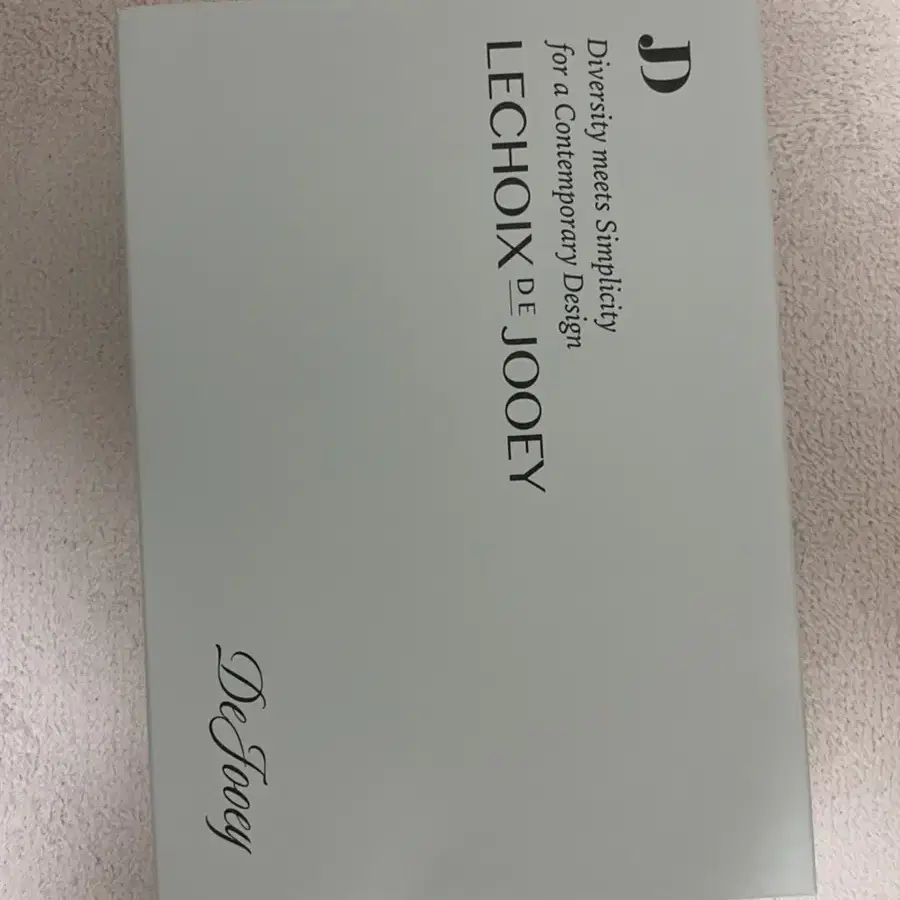 JD
Diversity meets Simplicity
for a Contemporary Design
LECHOIX DE JOOEY
DeJooey